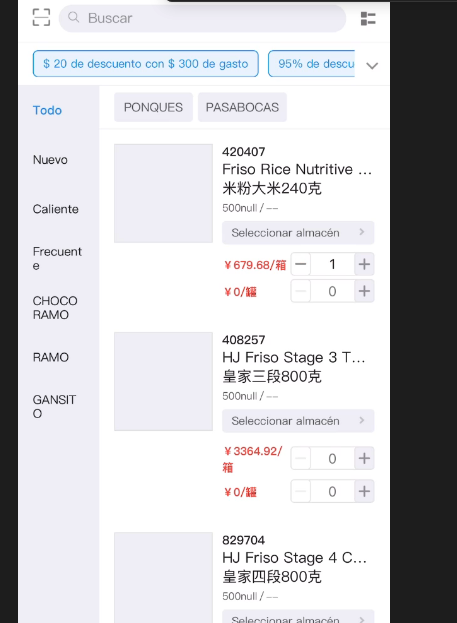 Buscar
$ 20 de descuento con $ 300 de gasto
95% de descu
Todo
PONQUES
PASABOCAS
Nuevo
Caliente
Frecuent
e
CHOCO
RAMO
RAMO
GANSIT
O
420407
Friso Rice Nutritive ...
米粉大米240克
500null / --
Seleccionar almacén
￥679.68/箱
1
￥0/罐
0
408257
HJ Friso Stage 3 T...
皇家三段800克
500null / --
Seleccionar almacén
￥3364.92/
箱
0
￥0/罐
0
829704
HJ Friso Stage 4 C...
皇家四段800克
500null / --
Seleccionar almacén